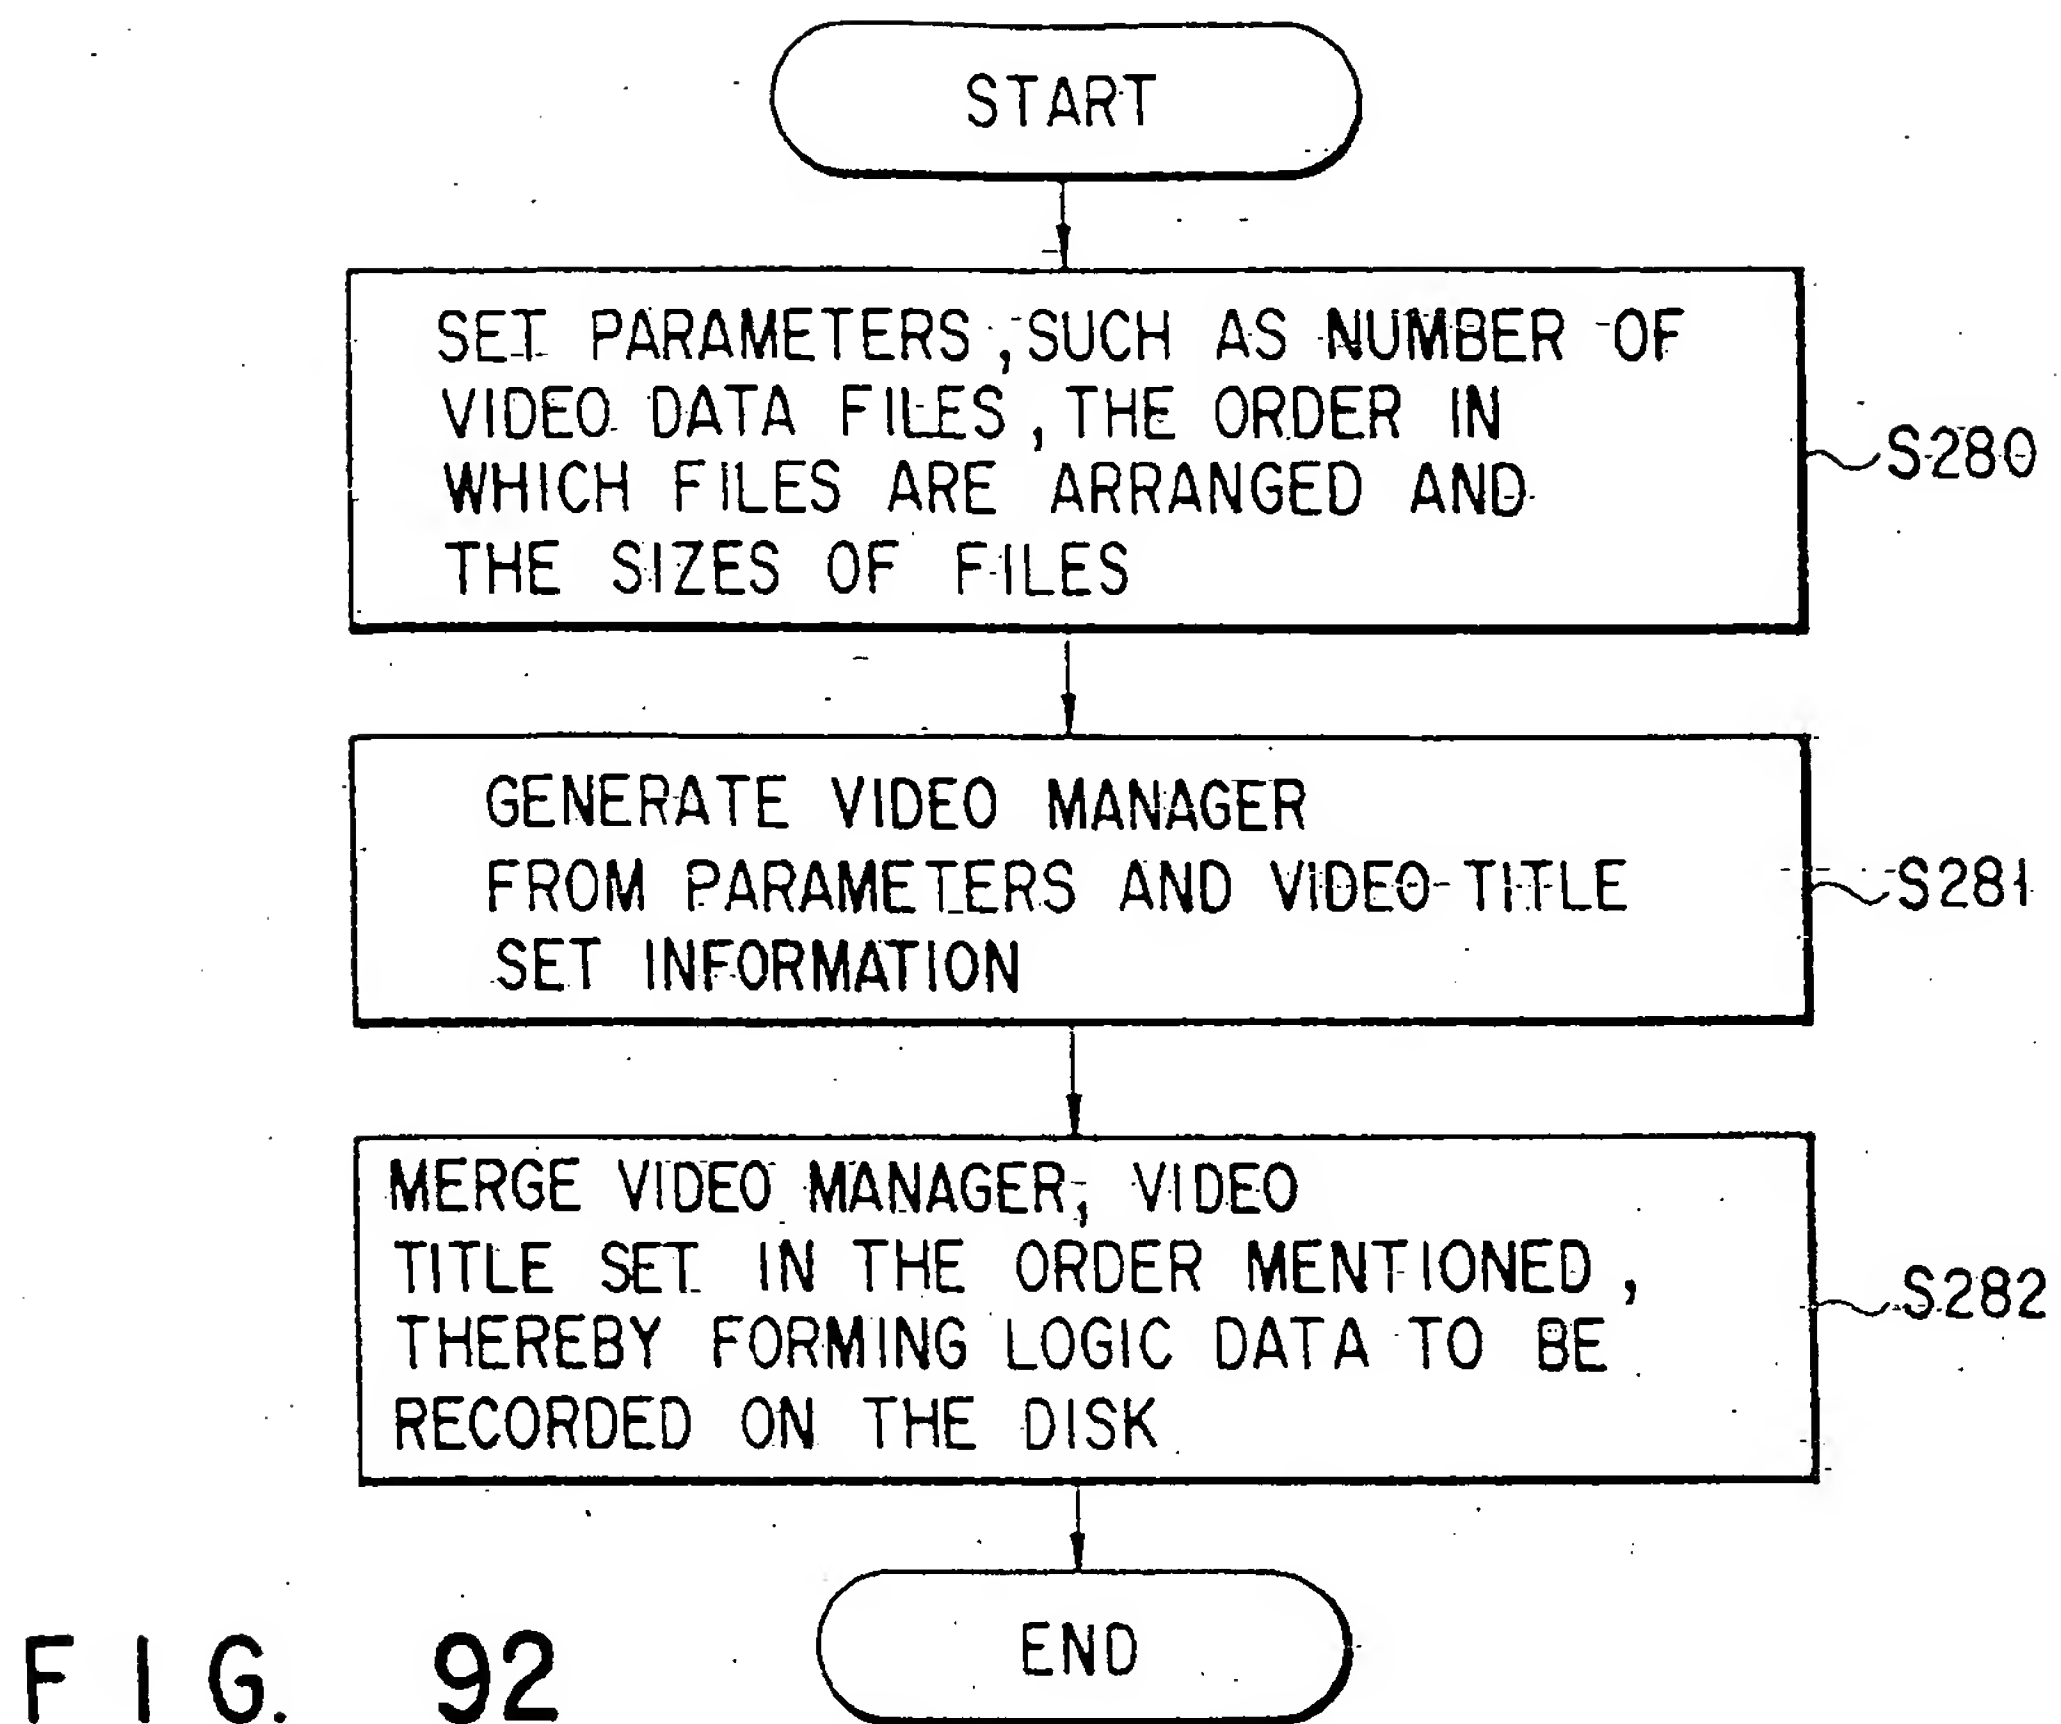 START
SET PARAMETERS, SUCH AS NUMBER OF
VIDEO DATA FILES, THE ORDER IN
WHICH FILES ARE ARRANGED AND
THE SIZES OF FILES
S280
GENERATE VIDEO MANAGER
FROM PARAMETERS AND VIDEO TITLE
SET INFORMATION
S281
MERGE VIDEO MANAGER, VIDEO
TITLE SET IN THE ORDER MENTIONED,
THEREBY FORMING LOGIC DATA TO BE
RECORDED ON THE DISK
S282
END
FIG. 92